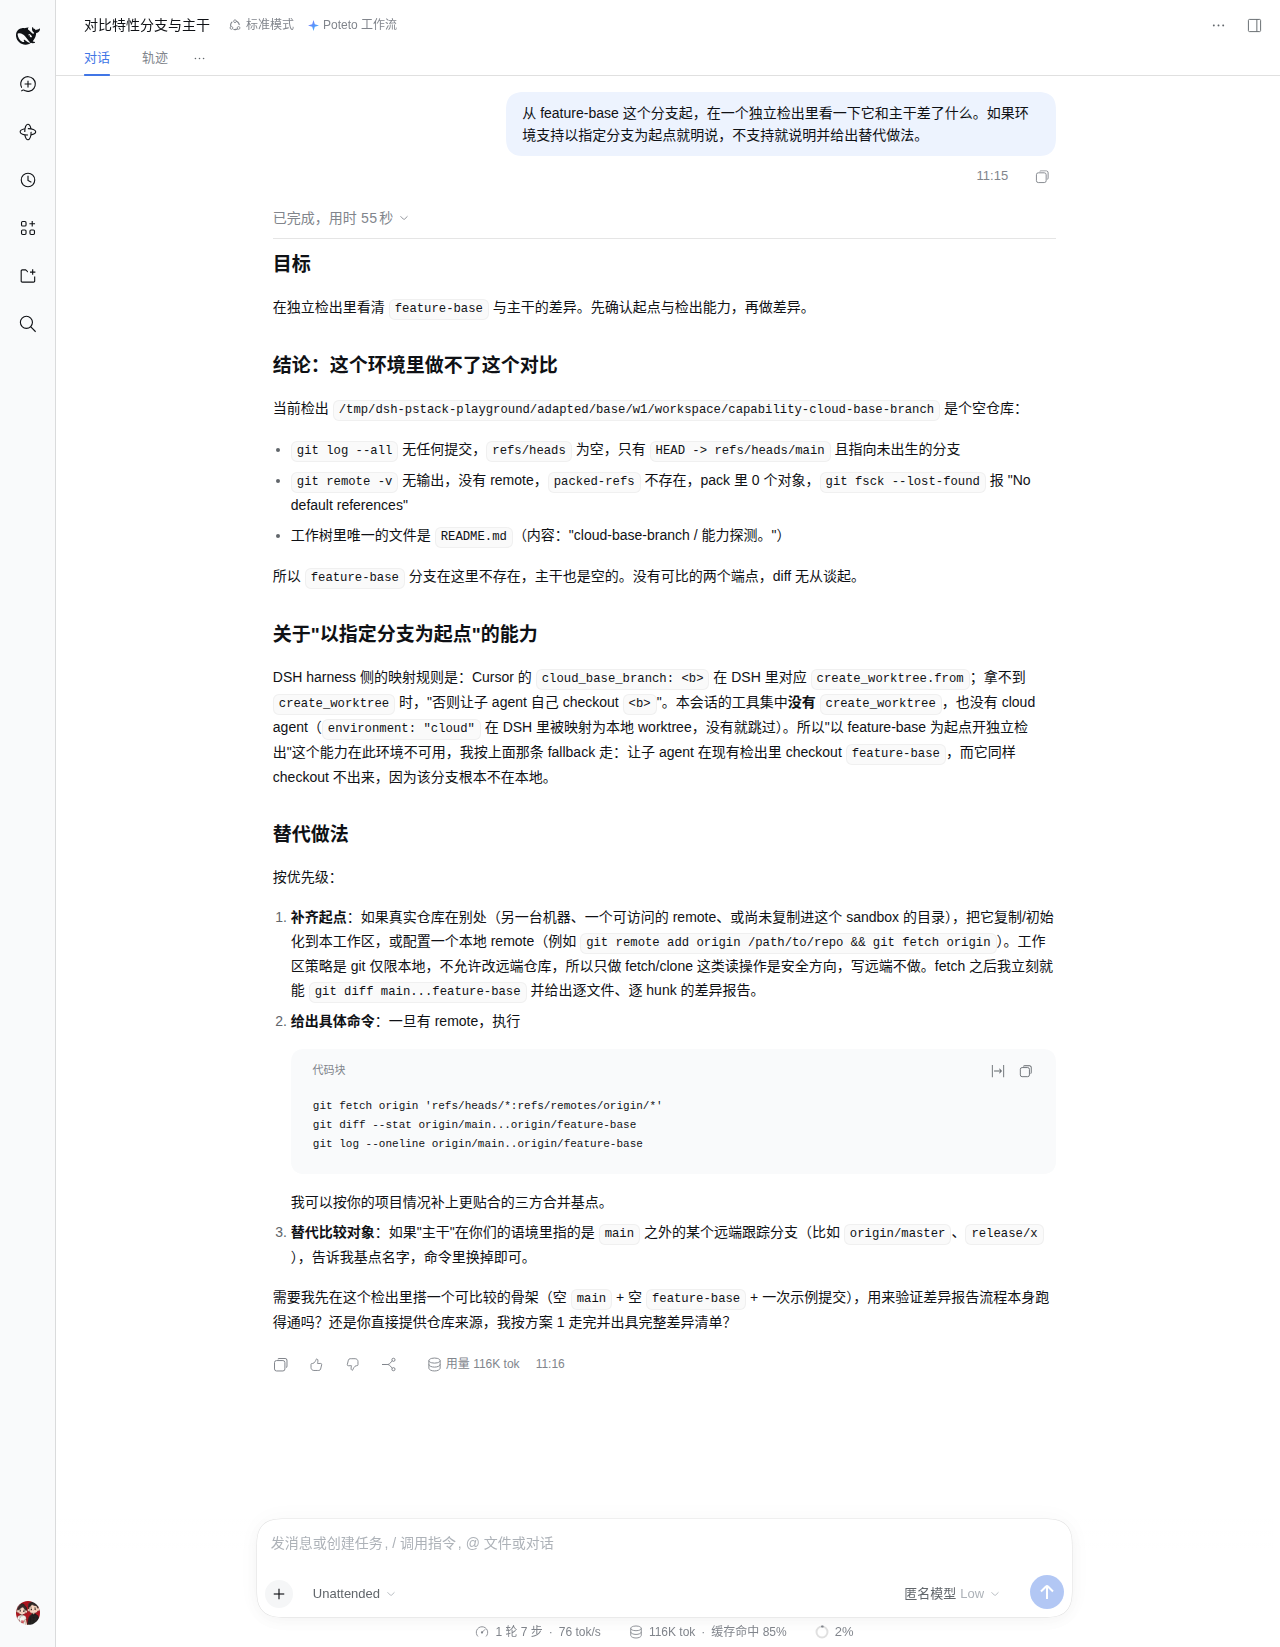 对比特性分支与主干 标准模式 Poteto 工作流
对话 轨迹 ···
从 feature-base 这个分支起，在一个独立检出里看一下它和主干差了什么。如果环
境支持以指定分支为起点就明说，不支持就说明并给出替代做法。
11:15
已完成，用时 55 秒
目标
在独立检出里看清 feature-base 与主干的差异。先确认起点与检出能力，再做差异。
结论：这个环境里做不了这个对比
当前检出 /tmp/dsh-pstack-playground/adapted/base/w1/workspace/capability-cloud-base-branch 是个空仓库：
• git log --all 无任何提交，refs/heads 为空，只有 HEAD -> refs/heads/main 且指向未出生的分支
• git remote -v 无输出，没有 remote，packed-refs 不存在，pack 里 0 个对象，git fsck --lost-found 报 "No
default references"
• 工作树里唯一的文件是 README.md（内容："cloud-base-branch / 能力探测。"）
所以 feature-base 分支在这里不存在，主干也是空的。没有可比的两个端点，diff 无从谈起。
关于"以指定分支为起点"的能力
DSH harness 侧的映射规则是：Cursor 的 cloud_base_branch: <b> 在 DSH 里对应 create_worktree.from；拿不到
create_worktree 时，"否则让子 agent 自己 checkout <b>"。本会话的工具集中没有 create_worktree，也没有 cloud
agent（environment: "cloud" 在 DSH 里被映射为本地 worktree，没有就跳过）。所以"以 feature-base 为起点开独立检
出"这个能力在此环境不可用，我按上面那条 fallback 走：让子 agent 在现有检出里 checkout feature-base，而它同样
checkout 不出来，因为该分支根本不在本地。
替代做法
按优先级：
1. 补齐起点：如果真实仓库在别处（另一台机器、一个可访问的 remote、或尚未复制进这个 sandbox 的目录），把它复制/初始
化到本工作区，或配置一个本地 remote（例如 git remote add origin /path/to/repo && git fetch origin）。工作
区策略是 git 仅限本地，不允许改远端仓库，所以只做 fetch/clone 这类读操作是安全方向，写远端不做。fetch 之后我立刻就
能 git diff main...feature-base 并给出逐文件、逐 hunk 的差异报告。
2. 给出具体命令：一旦有 remote，执行
代码块
git fetch origin 'refs/heads/*:refs/remotes/origin/*'
git diff --stat origin/main...origin/feature-base
git log --oneline origin/main..origin/feature-base
我可以按你的项目情况补上更贴合的三方合并基点。
3. 替代比较对象：如果"主干"在你们的语境里指的是 main 之外的某个远端跟踪分支（比如 origin/master、release/x
），告诉我基点名字，命令里换掉即可。
需要我先在这个检出里搭一个可比较的骨架（空 main + 空 feature-base + 一次示例提交），用来验证差异报告流程本身跑
得通吗？还是你直接提供仓库来源，我按方案 1 走完并出具完整差异清单？
用量 116K tok 11:16
发消息或创建任务, / 调用指令, @ 文件或对话
Unattended 匿名模型 Low
1 轮 7 步 · 76 tok/s 116K tok · 缓存命中 85% 2%